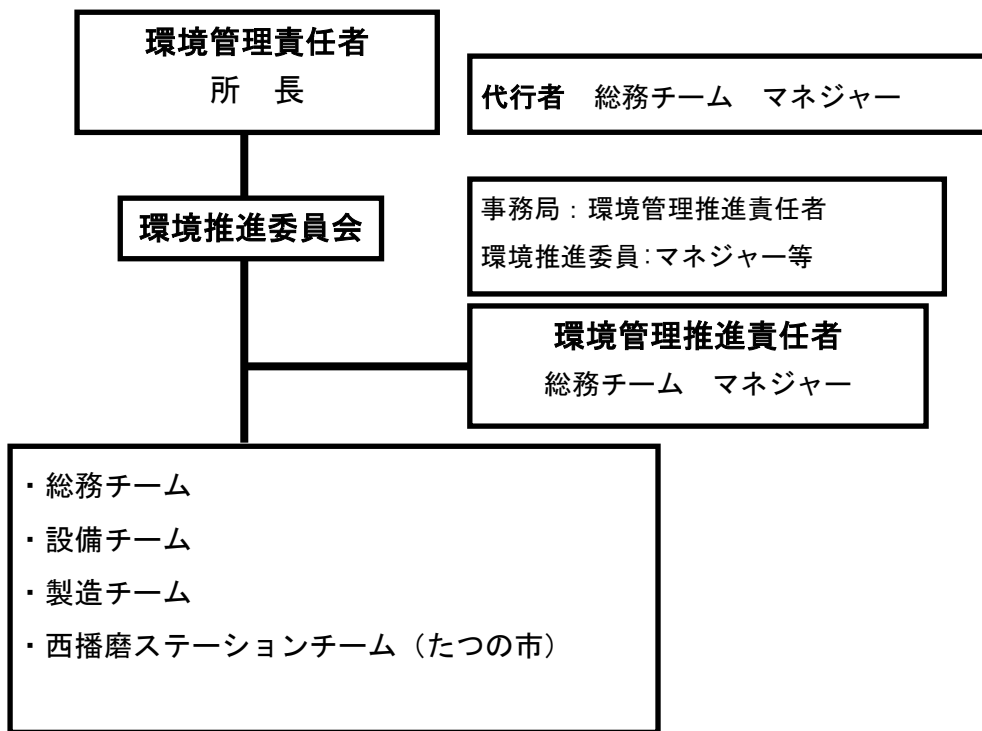 環境管理責任者
所　長
代行者　総務チーム　マネジャー
環境推進委員会
事務局：環境管理推進責任者
環境推進委員：マネジャー等
環境管理推進責任者
総務チーム　マネジャー
・総務チーム
・設備チーム
・製造チーム
・西播磨ステーションチーム（たつの市）